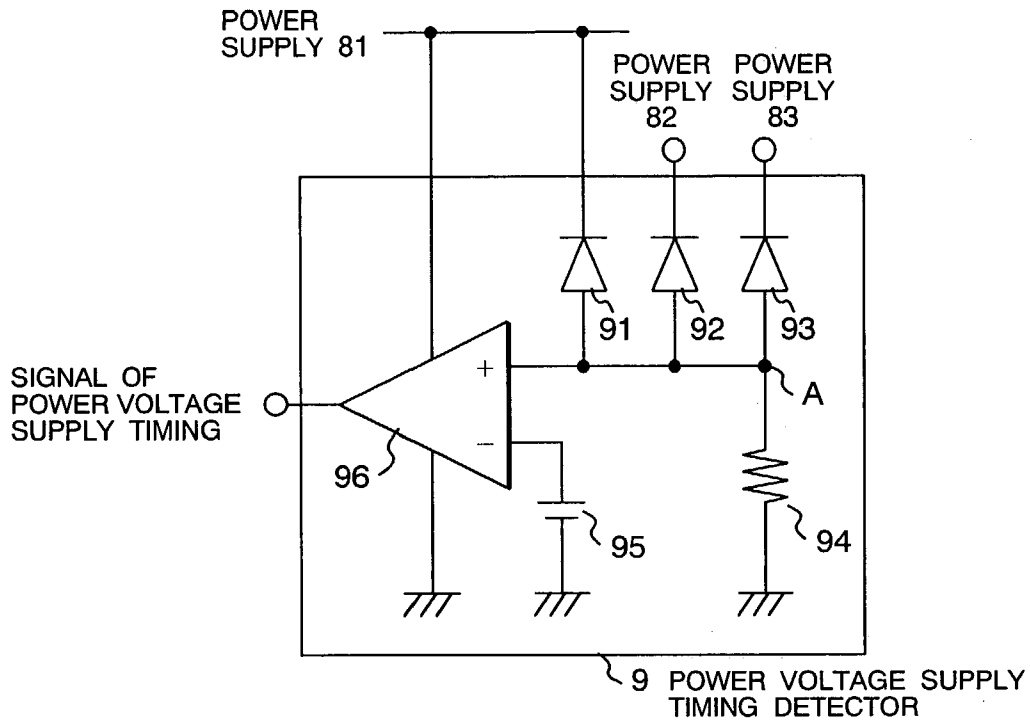 POWER
SUPPLY 81
POWER
SUPPLY
82
POWER
SUPPLY
83
91
92
93
+
A
SIGNAL OF
POWER VOLTAGE
SUPPLY TIMING
−
96
95
94
9 POWER VOLTAGE SUPPLY
TIMING DETECTOR